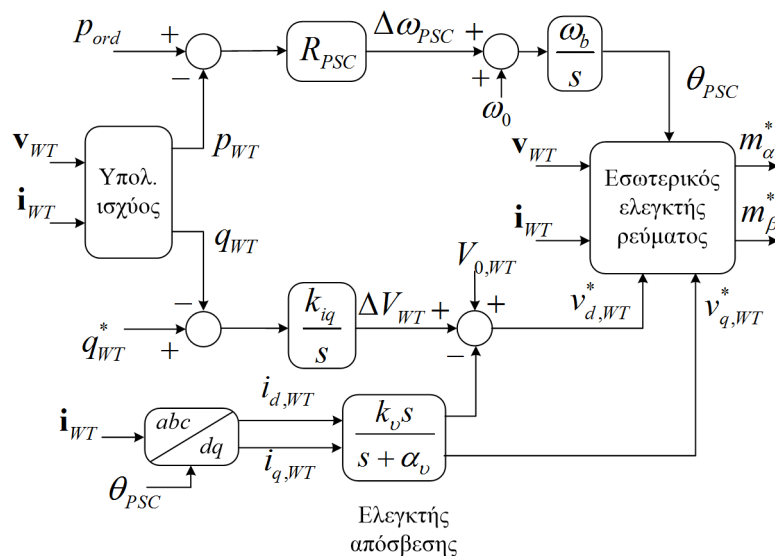 p_ord + − R_PSC Δω_PSC + + ω_0 ω_b / s θ_PSC
v_WT
i_WT
Υπολ.
ισχύος
p_WT
q_WT
v_WT
i_WT
Εσωτερικός
ελεγκτής
ρεύματος
m*_α
m*_β
q*_WT − + k_iq / s ΔV_WT + V_0,WT + − v*_d,WT v*_q,WT
i_WT abc dq i_d,WT i_q,WT k_υ s / s + α_υ
θ_PSC
Ελεγκτής
απόσβεσης